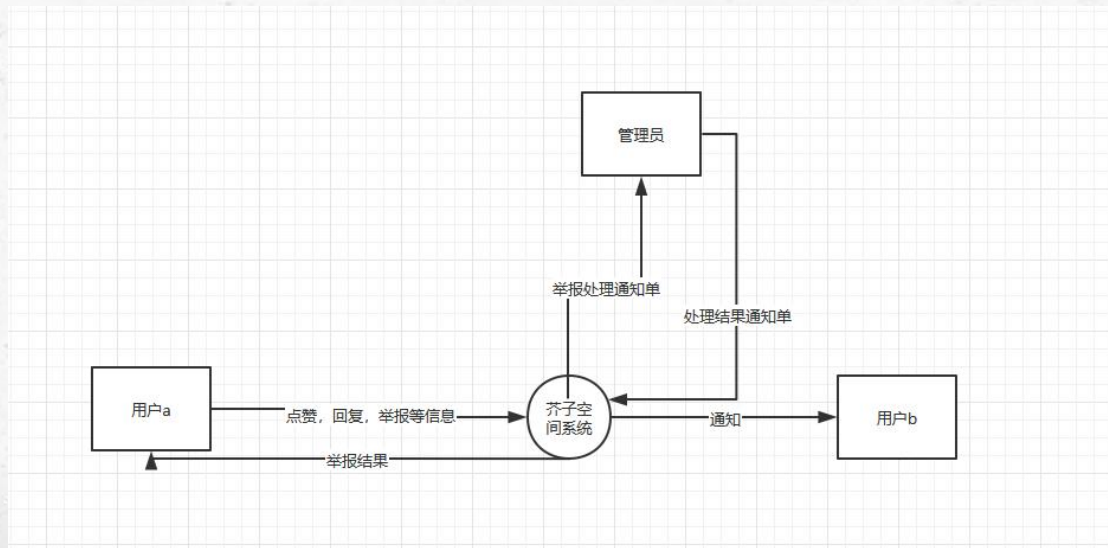 管理员
举报处理通知单
处理结果通知单
用户a
点赞，回复，举报等信息
芥子空
间系统
通知
用户b
举报结果